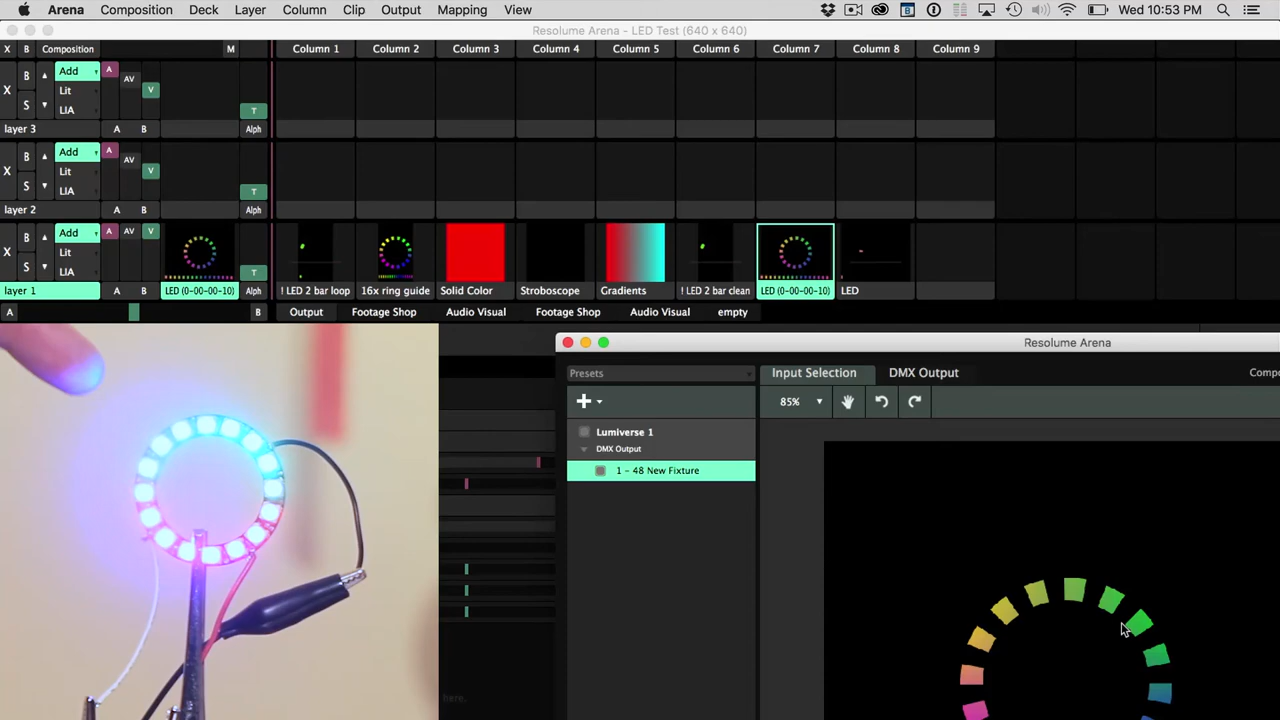 Arena Composition Deck Layer Column Clip Output Mapping View Wed 10:53 PM
Resolume Arena - LED Test (640 x 640)
X B Composition M Column 1 Column 2 Column 3 Column 4 Column 5 Column 6 Column 7 Column 8 Column 9
B Add A AV
X Lit V
S LIA T
layer 3 A B Alph
B Add A AV
X Lit V
S LIA T
layer 2 A B Alph
B Add A AV V
X Lit
S LIA T
layer 1 A B LED (0-00-00-10) Alph ! LED 2 bar loop 16x ring guide Solid Color Stroboscope Gradients ! LED 2 bar clean LED (0-00-00-10) LED
A B Output Footage Shop Audio Visual Footage Shop Audio Visual empty
Resolume Arena
Presets Input Selection DMX Output Compo
85%
Lumiverse 1
DMX Output
1 - 48 New Fixture
here.